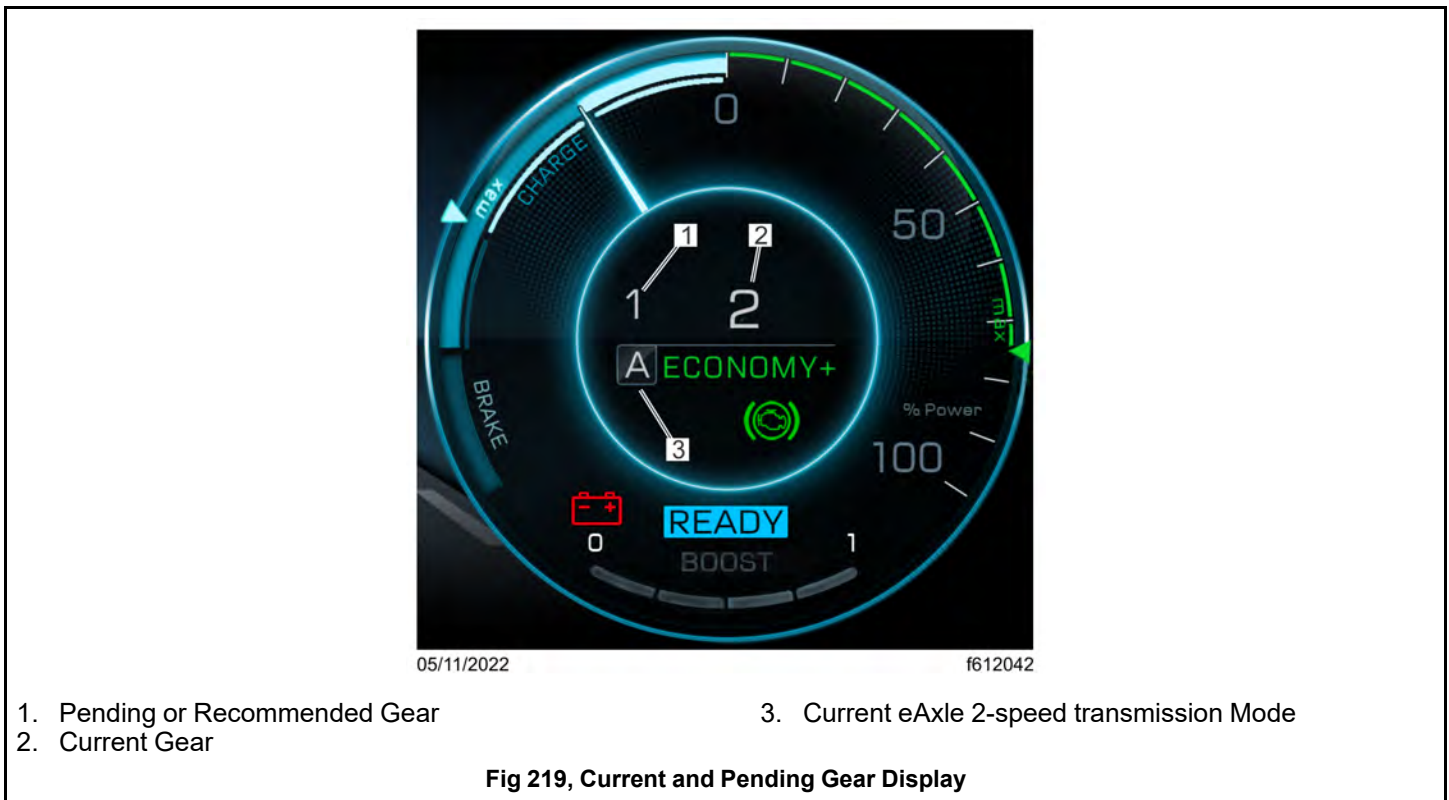 0
CHARGE
max
50
1 2
1 2
max
A ECONOMY+
3
BRAKE
% Power
100
READY
0 1
BOOST
05/11/2022 f612042
1. Pending or Recommended Gear
2. Current Gear
3. Current eAxle 2-speed transmission Mode
Fig 219, Current and Pending Gear Display